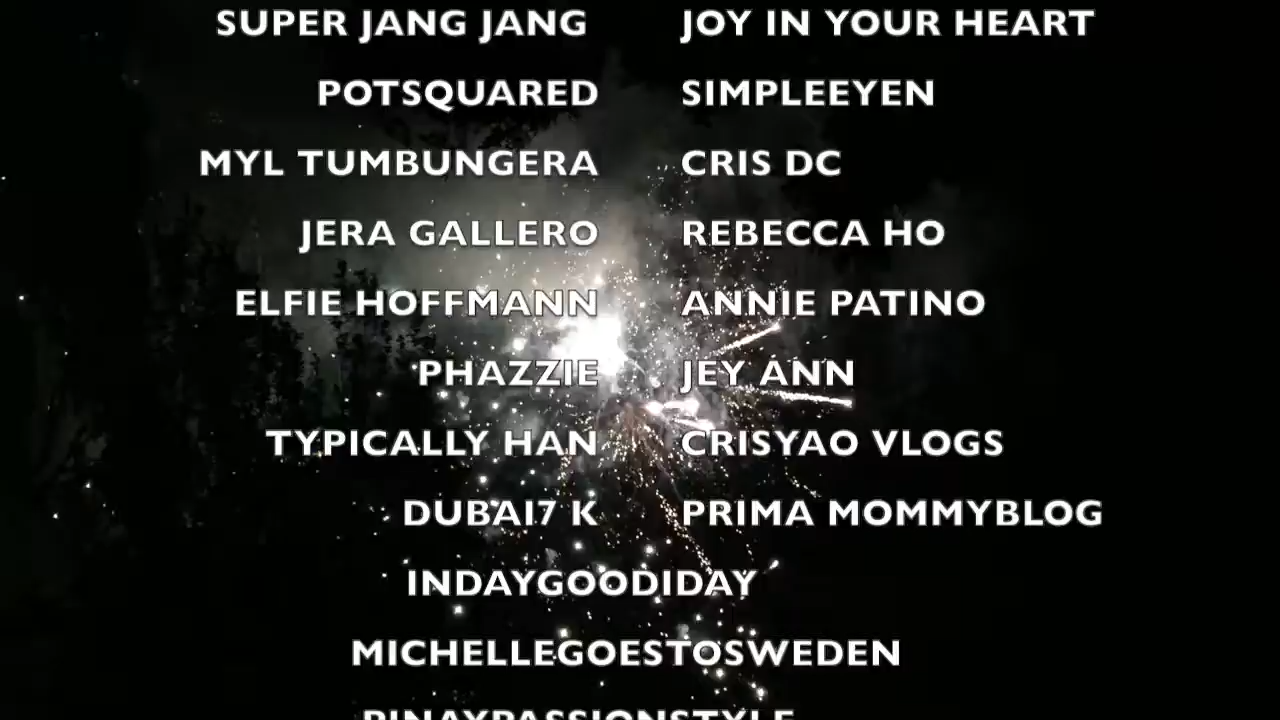 SUPER JANG JANG JOY IN YOUR HEART
POTSQUARED SIMPLEEYEN
MYL TUMBUNGERA CRIS DC
JERA GALLERO REBECCA HO
ELFIE HOFFMANN ANNIE PATINO
PHAZZIE JEY ANN
TYPICALLY HAN CRISYAO VLOGS
DUBAI7 K PRIMA MOMMYBLOG
INDAYGOODIDAY
MICHELLEGOESTOSWEDEN
PINAYPASSIONSTYLE